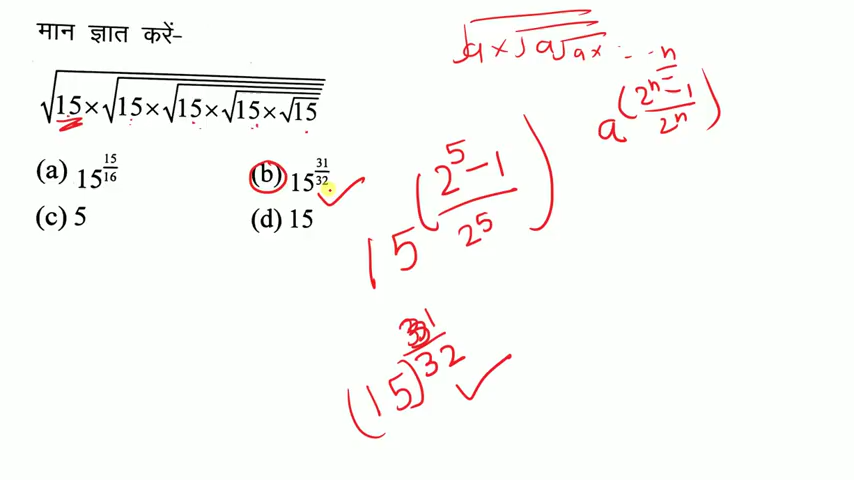 मान ज्ञात करें-
√15×√15×√15×√15×√15
(a) 15^(15/16)
(b) 15^(31/32)
(c) 5
(d) 15
√a×√a√a× --- n
a^((2^n-1)/2^n)
15^((2^5-1)/2^5)
(15)^(31/32)